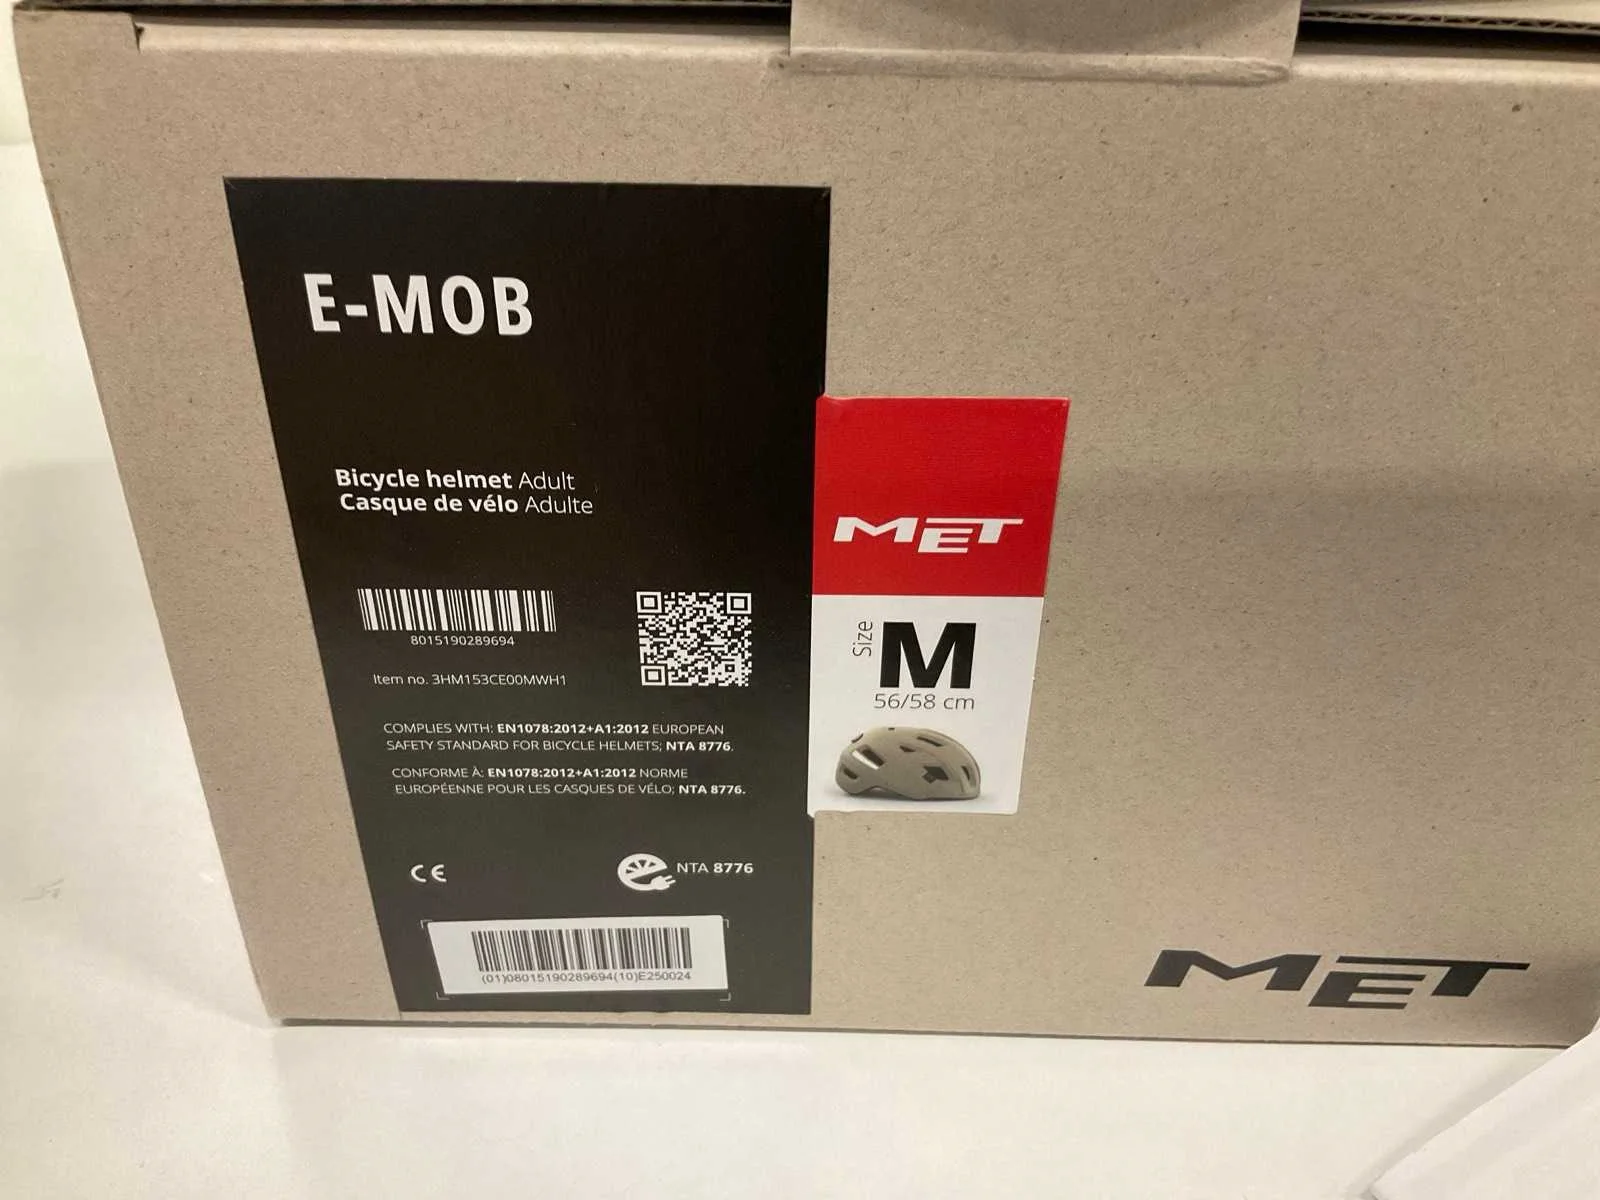 E-MOB
Bicycle helmet Adult
Casque de vélo Adulte
8015190289694
Item no. 3HM153CE00MWH1
COMPLIES WITH: EN1078:2012+A1:2012 EUROPEAN
SAFETY STANDARD FOR BICYCLE HELMETS; NTA 8776.
CONFORME À: EN1078:2012+A1:2012 NORME
EUROPÉENNE POUR LES CASQUES DE VÉLO; NTA 8776.
CE
NTA 8776
(01)08015190289694(10)E250024
MET
Size
M
56/58 cm
MET